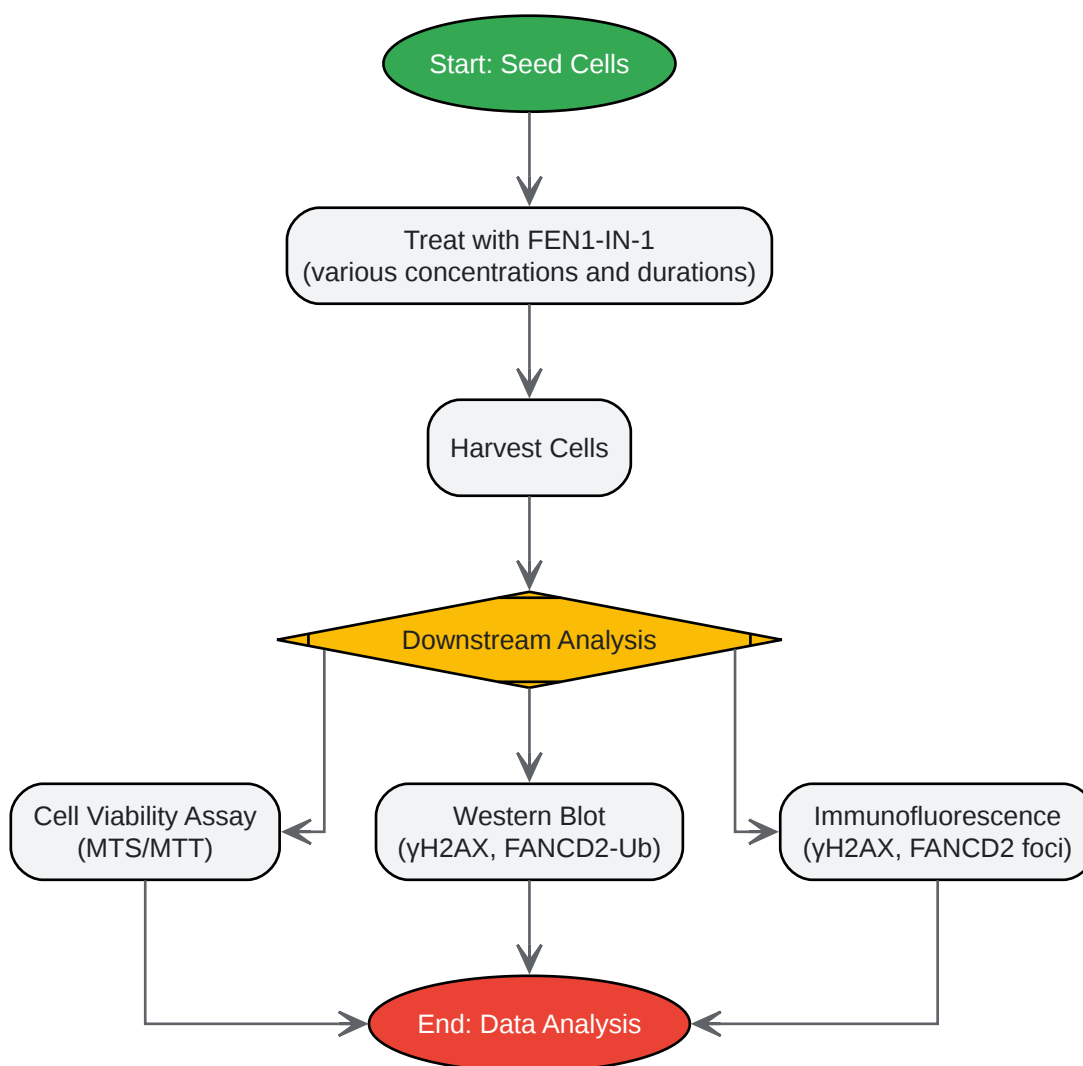 Start: Seed Cells
Treat with FEN1-IN-1
(various concentrations and durations)
Harvest Cells
Downstream Analysis
Cell Viability Assay
(MTS/MTT)
Western Blot
(γH2AX, FANCD2-Ub)
Immunofluorescence
(γH2AX, FANCD2 foci)
End: Data Analysis